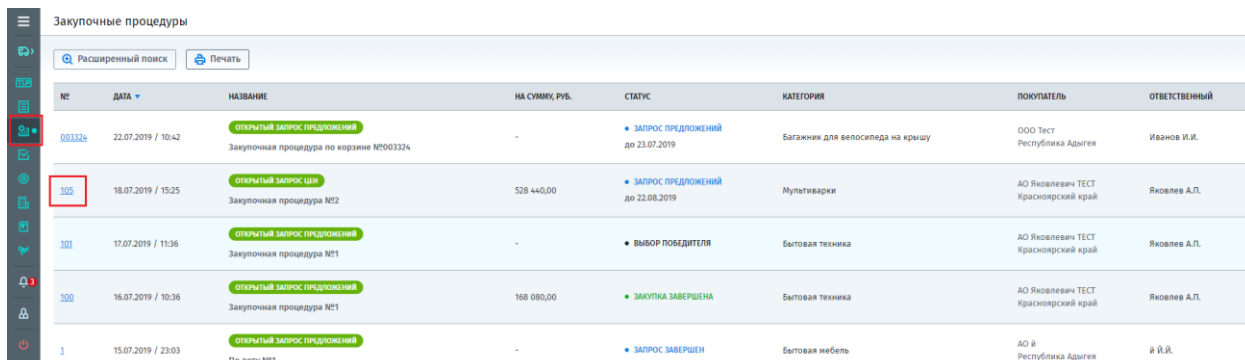 Закупочные процедуры
Расширенный поиск Печать
TLP
№ ДАТА НАЗВАНИЕ НА СУММУ, РУБ. СТАТУС КАТЕГОРИЯ ПОКУПАТЕЛЬ ОТВЕТСТВЕННЫЙ
ОТКРЫТЫЙ ЗАПРОС ПРЕДЛОЖЕНИЙ • ЗАПРОС ПРЕДЛОЖЕНИЙ ООО Тест
003324 22.07.2019 / 10:42 - Багажник для велосипеда на крышу Иванов И.И.
Закупочная процедура по корзине №003324 до 23.07.2019 Республика Адыгея
ОТКРЫТЫЙ ЗАПРОС ЦЕН • ЗАПРОС ПРЕДЛОЖЕНИЙ АО Яковлевич ТЕСТ
105 18.07.2019 / 15:25 528 440,00 Мультиварки Яковлев А.П.
Закупочная процедура №2 до 22.08.2019 Красноярский край
ОТКРЫТЫЙ ЗАПРОС ПРЕДЛОЖЕНИЙ АО Яковлевич ТЕСТ
101 17.07.2019 / 11:36 - • ВЫБОР ПОБЕДИТЕЛЯ Бытовая техника Яковлев А.П.
Закупочная процедура №1 Красноярский край
3
ОТКРЫТЫЙ ЗАПРОС ПРЕДЛОЖЕНИЙ АО Яковлевич ТЕСТ
100 16.07.2019 / 10:36 168 080,00 • ЗАКУПКА ЗАВЕРШЕНА Бытовая техника Яковлев А.П.
Закупочная процедура №1 Красноярский край
ОТКРЫТЫЙ ЗАПРОС ПРЕДЛОЖЕНИЙ АО й
1 15.07.2019 / 23:03 - • ЗАПРОС ЗАВЕРШЕН Бытовая мебель й Й.Й.
Республика Адыгея